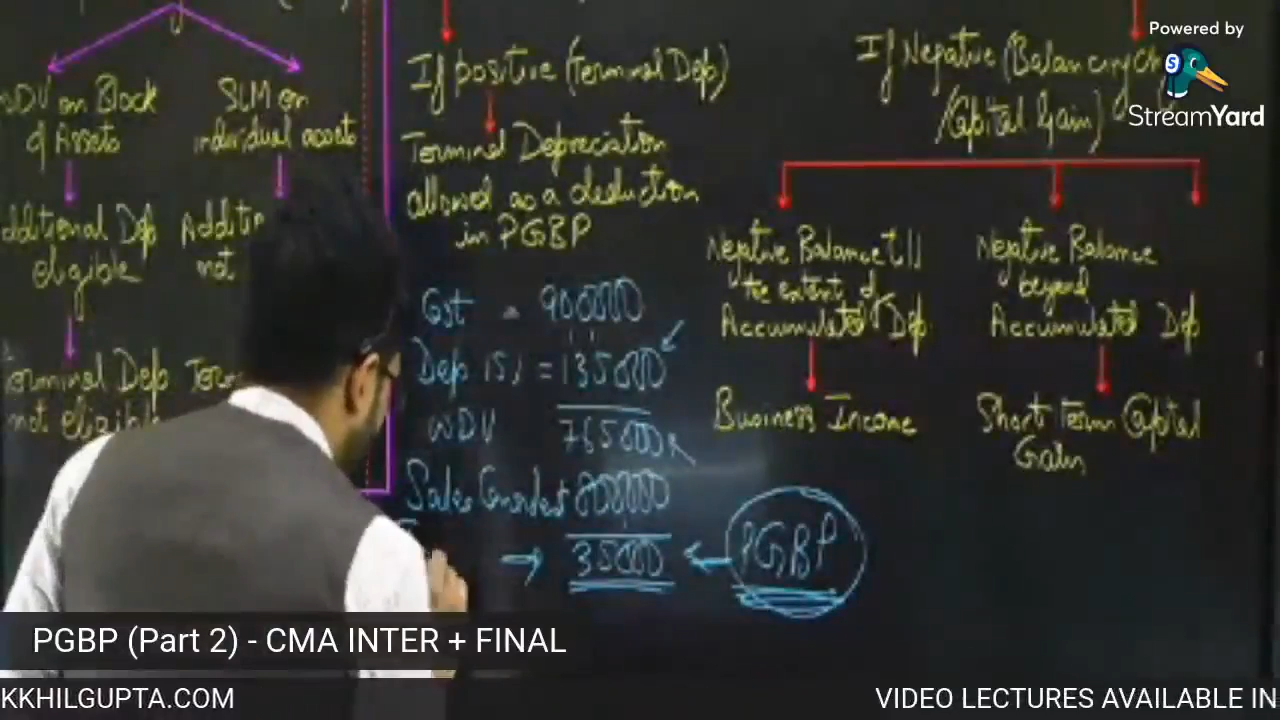 Powered by
StreamYard
WDV on Block
of Assets
SLM on
individual assets
Additional Dep
eligible
Additi
not
Terminal Dep
not eligible
Ter
If positive (Terminal Dep)
Terminal Depreciation
allowed as a deduction
in PGBP
If Negative (Balancing Ch
/Capital Gain)
Negative Balance till
the extent of
Accumulated Dep
Business Income
Negative Balance
beyond
Accumulated Dep
Short Term Capital
Gain
Cost = 900000
Dep 15% = 135000
WDV 765000
Sales Consideration 800000
35000
PGBP
PGBP (Part 2) - CMA INTER + FINAL
KKHILGUPTA.COM
VIDEO LECTURES AVAILABLE IN